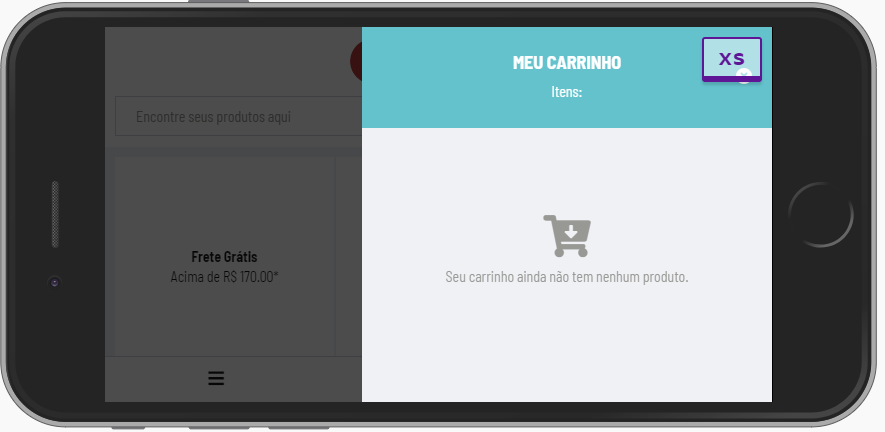 MEU CARRINHO
XS
Itens:
Encontre seus produtos aqui
Frete Grátis
Acima de R$ 170.00*
Seu carrinho ainda não tem nenhum produto.